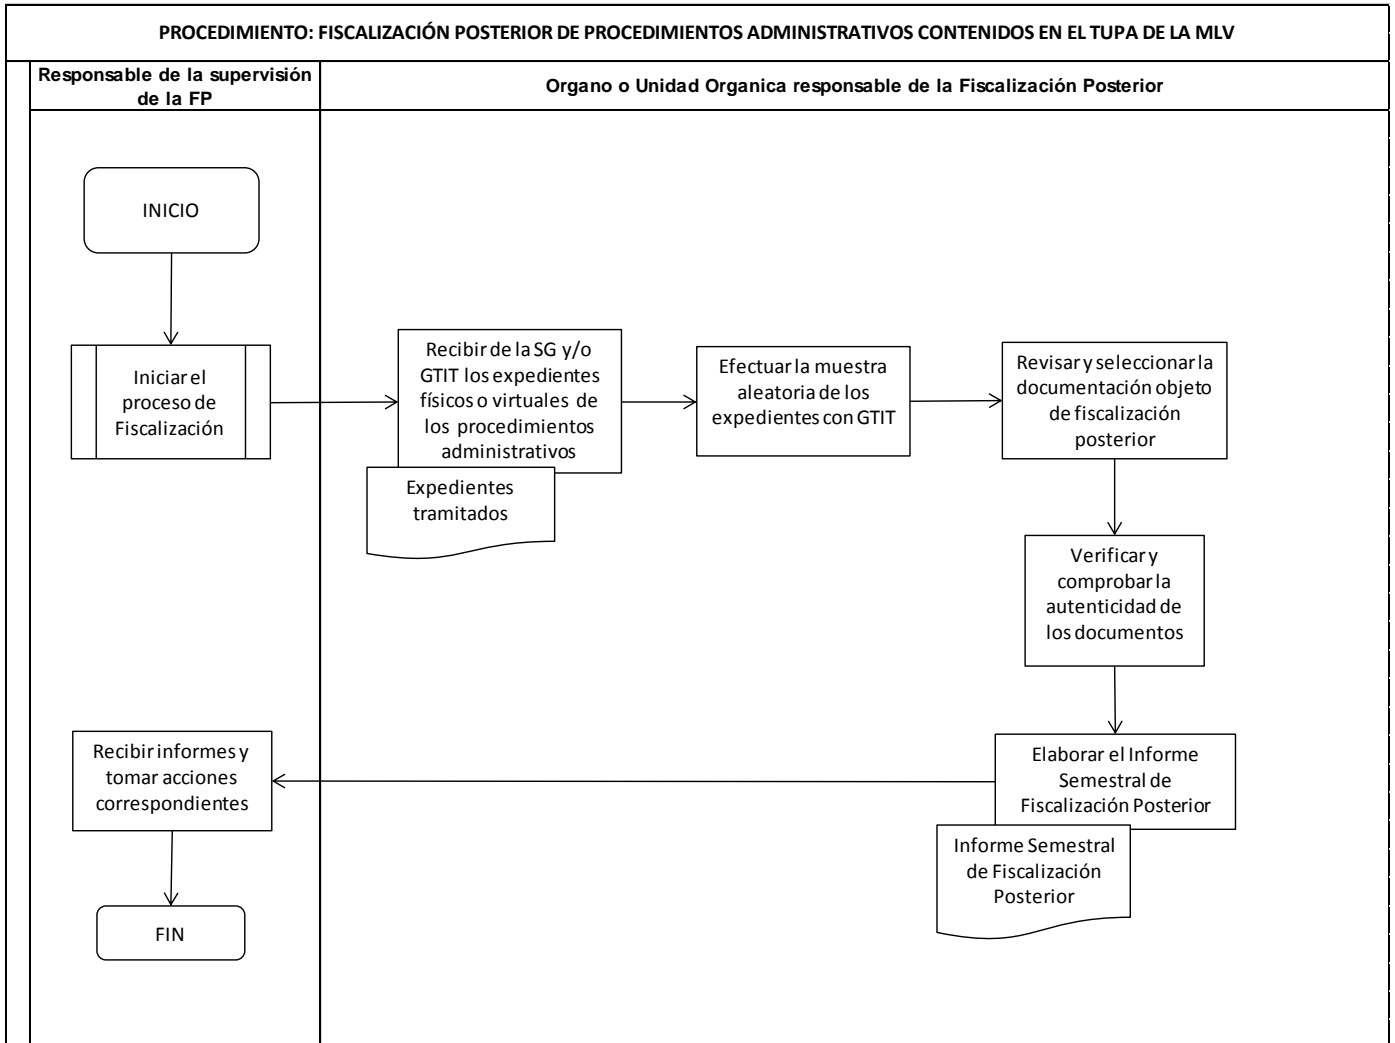 PROCEDIMIENTO: FISCALIZACIÓN POSTERIOR DE PROCEDIMIENTOS ADMINISTRATIVOS CONTENIDOS EN EL TUPA DE LA MLV
Responsable de la supervisión
de la FP
Organo o Unidad Organica responsable de la Fiscalización Posterior
INICIO
Iniciar el
proceso de
Fiscalización
Recibir de la SG y/o
GTIT los expedientes
físicos o virtuales de
los procedimientos
administrativos
Expedientes
tramitados
Efectuar la muestra
aleatoria de los
expedientes con GTIT
Revisar y seleccionar la
documentación objeto
de fiscalización
posterior
Verificar y
comprobar la
autenticidad de
los documentos
Elaborar el Informe
Semestral de
Fiscalización Posterior
Informe Semestral
de Fiscalización
Posterior
Recibir informes y
tomar acciones
correspondientes
FIN